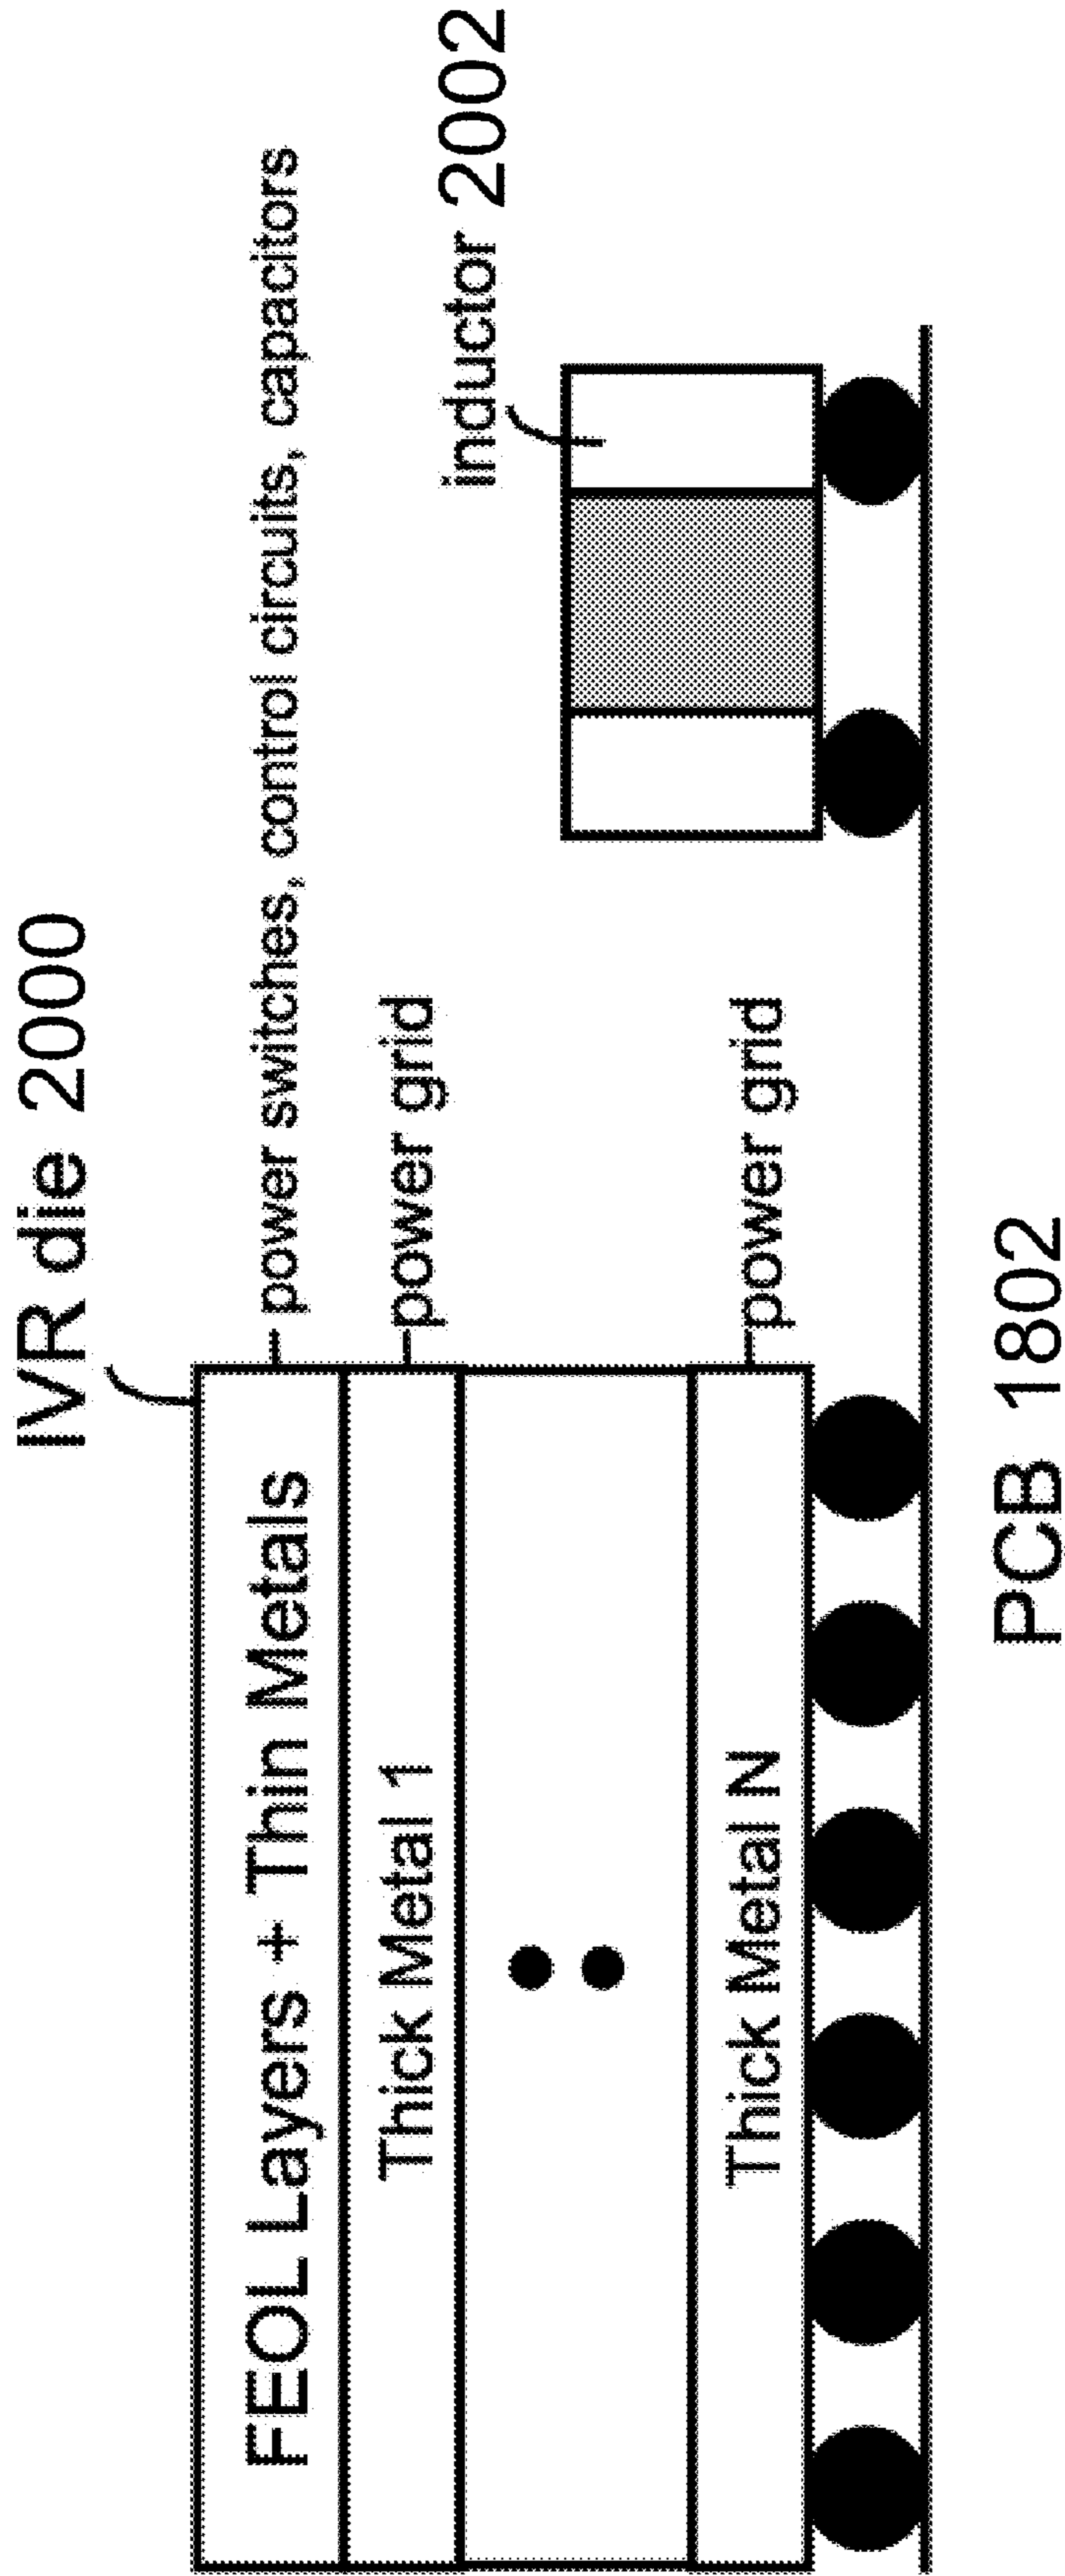 IVR die 2000
FEOL Layers + Thin Metals
power switches, control circuits, capacitors
Thick Metal 1
power grid
inductor 2002
Thick Metal N
power grid
PCB 1802